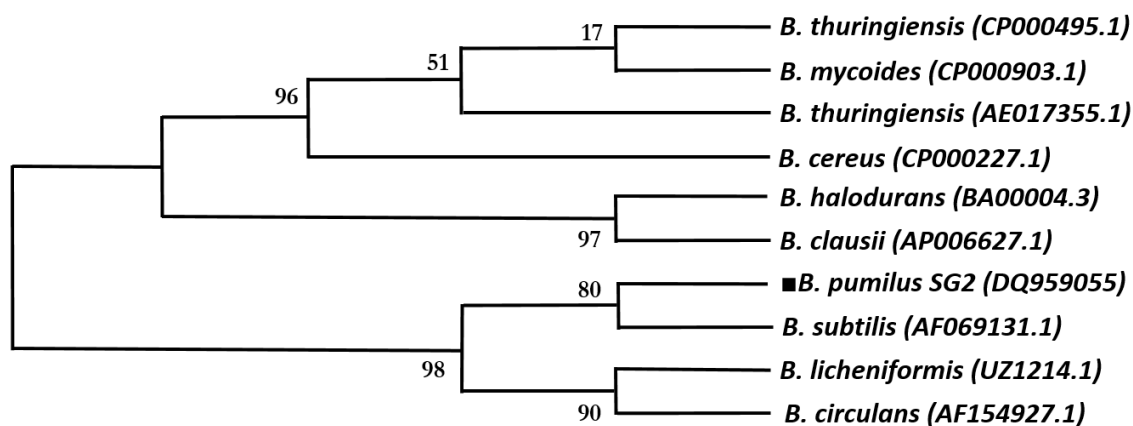 17
B. thuringiensis (CP000495.1)
51
B. mycoides (CP000903.1)
96
B. thuringiensis (AE017355.1)
B. cereus (CP000227.1)
B. halodurans (BA00004.3)
97
B. clausii (AP006627.1)
80
■B. pumilus SG2 (DQ959055)
B. subtilis (AF069131.1)
98
B. licheniformis (UZ1214.1)
90
B. circulans (AF154927.1)